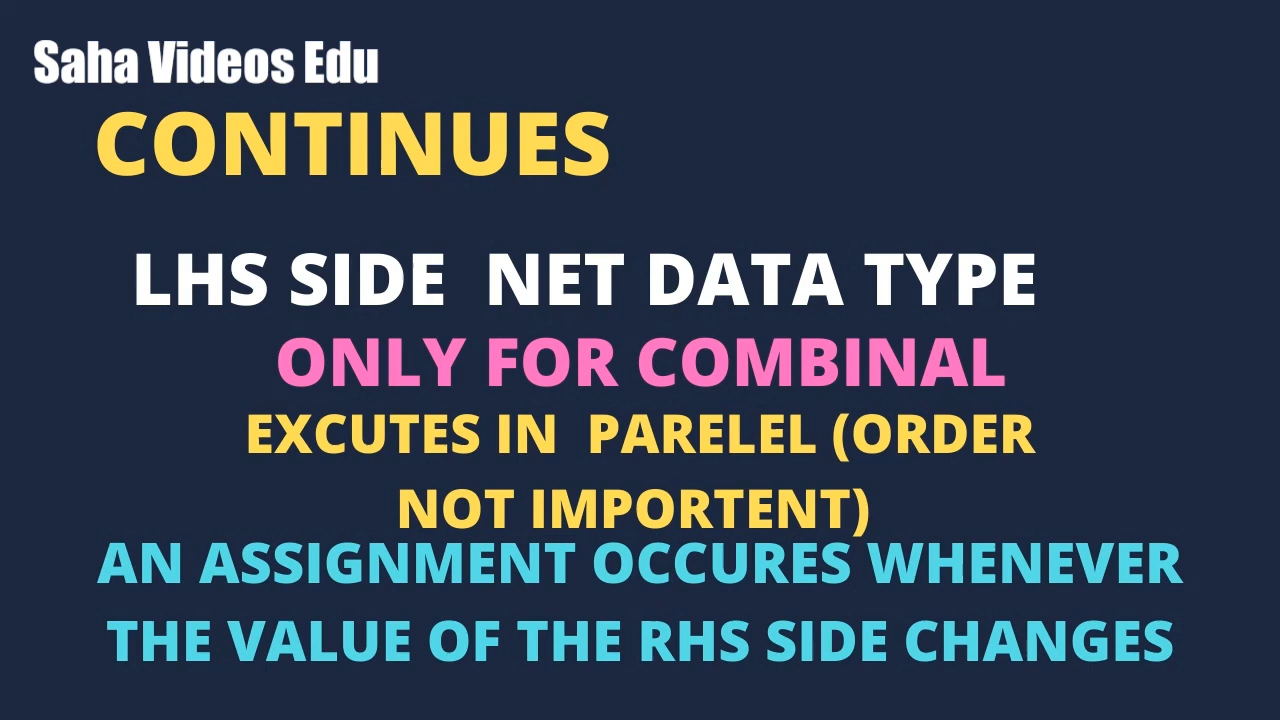 Saha Videos Edu
CONTINUES
LHS SIDE NET DATA TYPE
ONLY FOR COMBINAL
EXCUTES IN PARELEL (ORDER
NOT IMPORTENT)
AN ASSIGNMENT OCCURES WHENEVER
THE VALUE OF THE RHS SIDE CHANGES